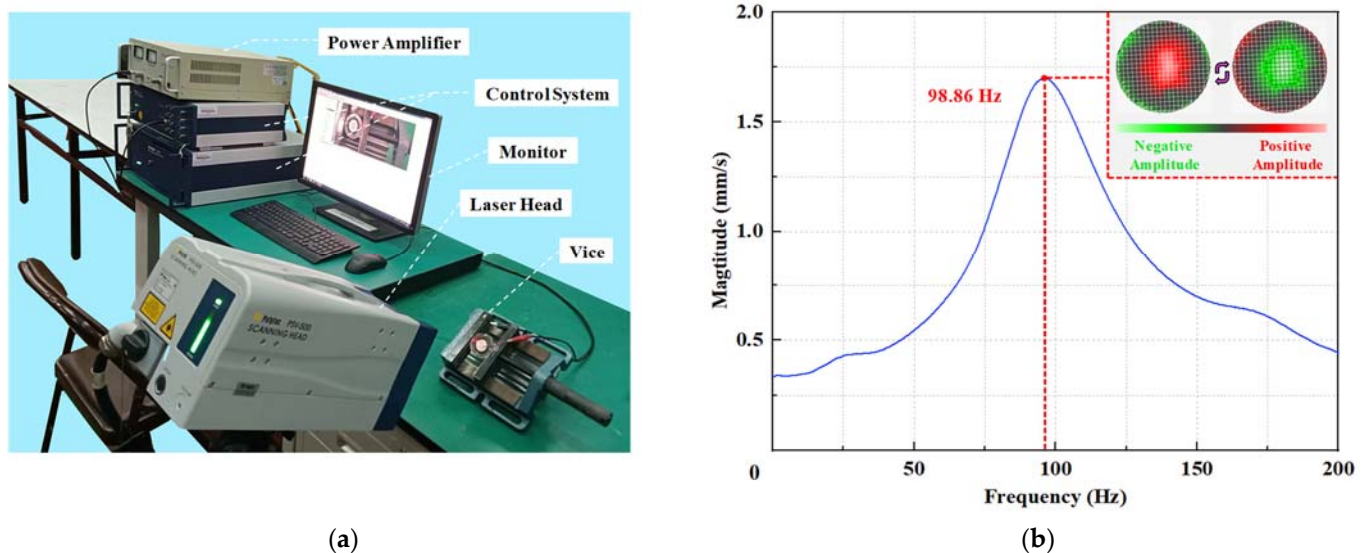 Power Amplifier
Control System
Monitor
Laser Head
Vice
PSV-500
SCANNING HEAD
(a)
2.0
1.5
1.0
0.5
0
50
100
150
200
Magtitude (mm/s)
Frequency (Hz)
98.86 Hz
Negative
Amplitude
Positive
Amplitude
(b)